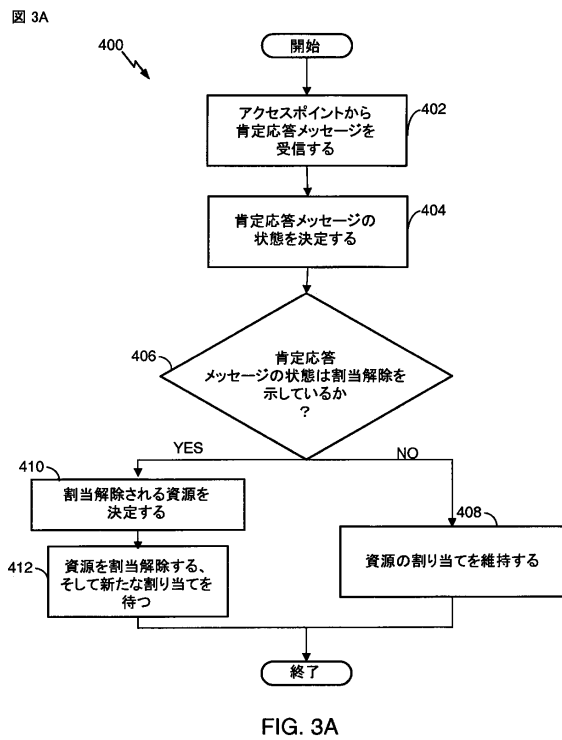 図 3A
400
開始
アクセスポイントから
肯定応答メッセージを
受信する
402
肯定応答メッセージの
状態を決定する
404
406
肯定応答
メッセージの状態は割当解除を
示しているか
?
YES
NO
410
割当解除される資源を
決定する
408
資源の割り当てを維持する
412
資源を割当解除する、
そして新たな割り当てを
待つ
終了
FIG. 3A